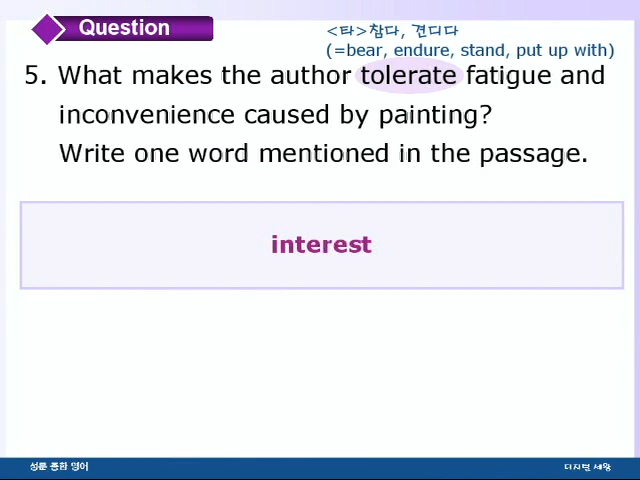 Question
<타>참다, 견디다
(=bear, endure, stand, put up with)
5. What makes the author tolerate fatigue and
inconvenience caused by painting?
Write one word mentioned in the passage.
interest
성문 종합 영어
디지털 세왕